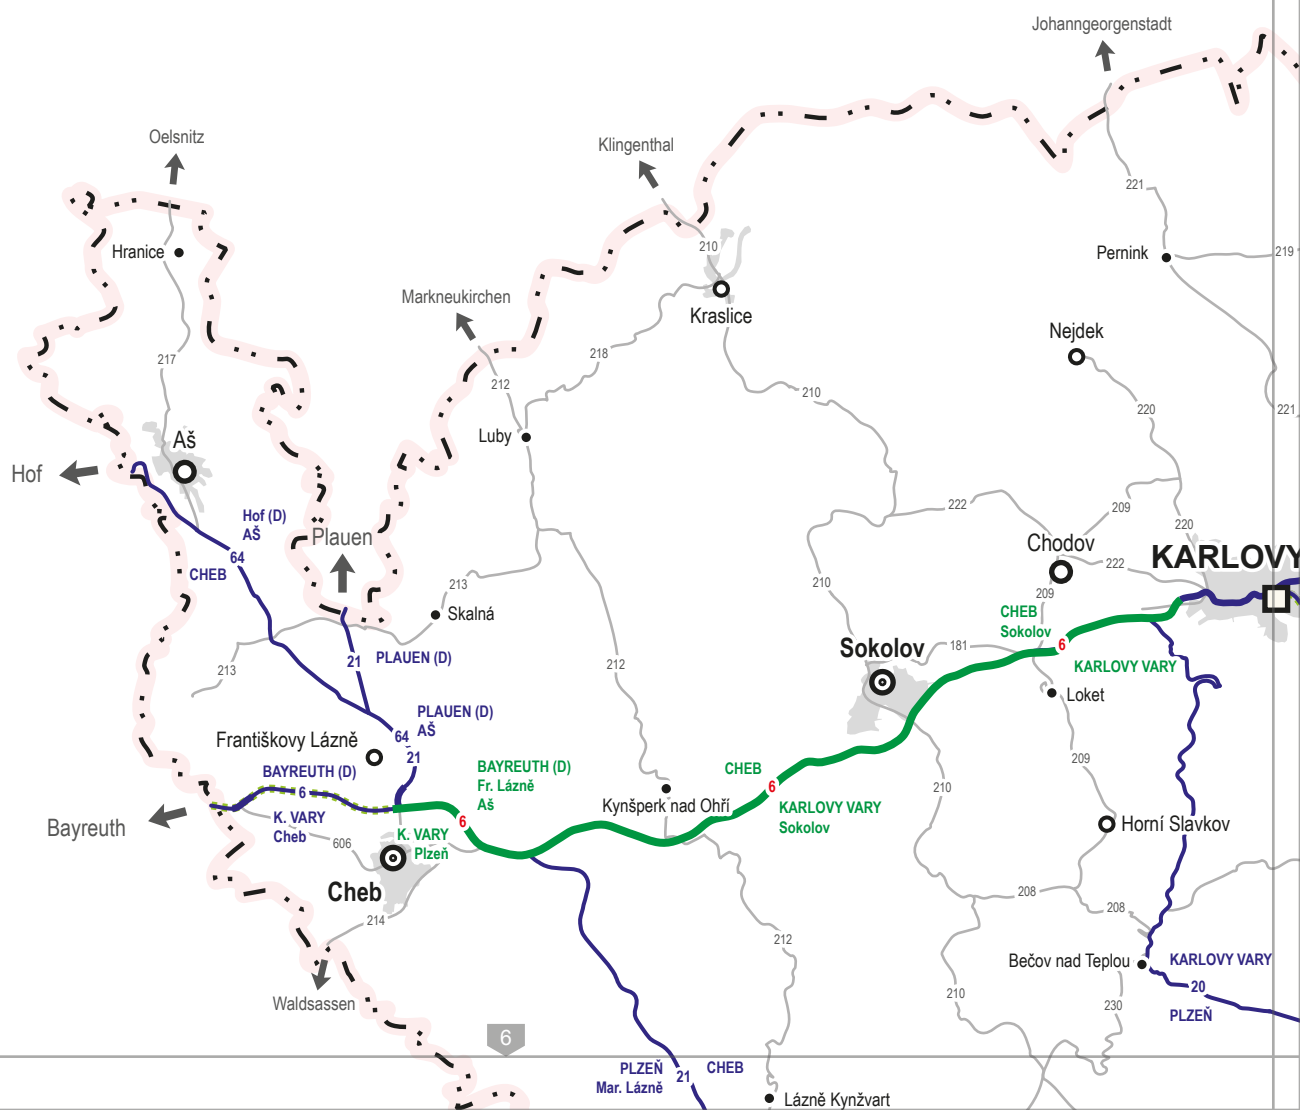 Johanngeorgenstadt
Oelsnitz
Klingenthal
221
210
Hranice
Pernink
219
Markneukirchen
Kraslice
Nejdek
217
218
212
210
220
221
Aš
Luby
Hof
222
209
220
Hof (D)
AŠ
Plauen
Chodov
KARLOVY
64
CHEB
213
210
222
209
Skalná
CHEB
Sokolov
6
181
Sokolov
KARLOVY VARY
21
PLAUEN (D)
213
212
Loket
PLAUEN (D)
AŠ
64
21
Františkovy Lázně
BAYREUTH (D)
6
BAYREUTH (D)
Fr. Lázně
Aš
CHEB
6
209
210
Kynšperk nad Ohří
KARLOVY VARY
Sokolov
K. VARY
Cheb
6
Bayreuth
606
K. VARY
Plzeň
Horní Slavkov
Cheb
208
208
214
212
Bečov nad Teplou
KARLOVY VARY
20
PLZEŇ
210
230
Waldsassen
6
PLZEŇ
Mar. Lázně
21
CHEB
Lázně Kynžvart